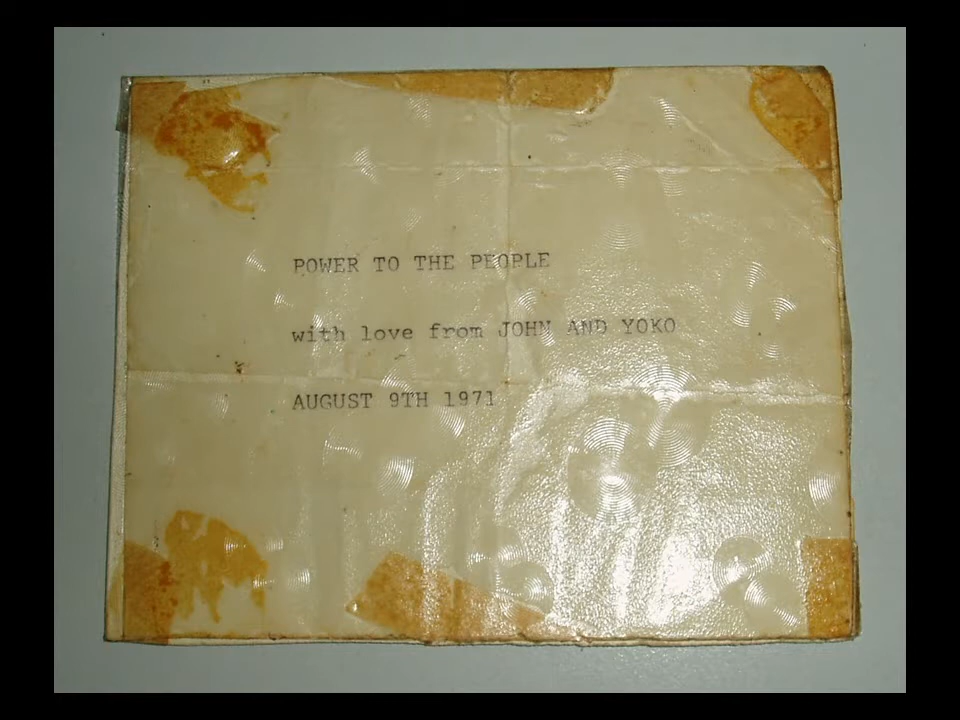 POWER TO THE PEOPLE
with love from JOHN AND YOKO
AUGUST 9TH 1971